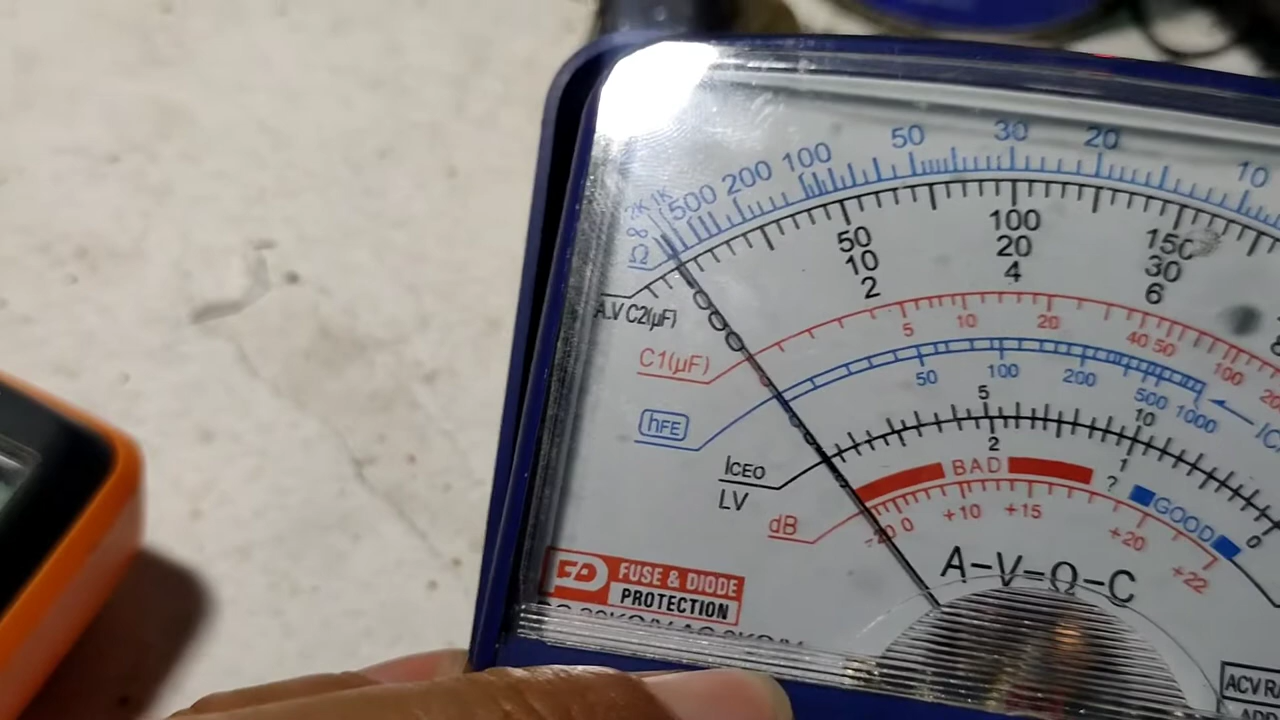 Ω ∞ 2K 1K 500 200 100 50 30 20 10
50 100 150
10 20 30
2 4 6
A.V C2(μF)
C1(μF) 5 10 20 40 50 100
hFE 50 100 200 500 1000
ICEO 5 10
LV 2 1 0
BAD ? GOOD
dB 0 +10 +15 +20 +22
A-V-Ω-C
FUSE & DIODE
PROTECTION